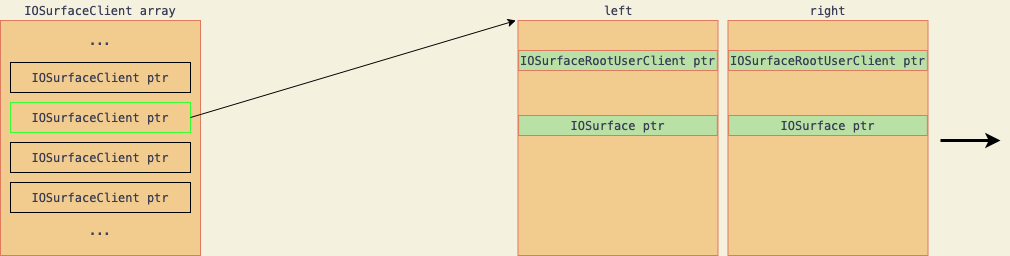 IOSurfaceClient array
...
IOSurfaceClient ptr
IOSurfaceClient ptr
IOSurfaceClient ptr
IOSurfaceClient ptr
...
left
IOSurfaceRootUserClient ptr
IOSurface ptr
right
IOSurfaceRootUserClient ptr
IOSurface ptr